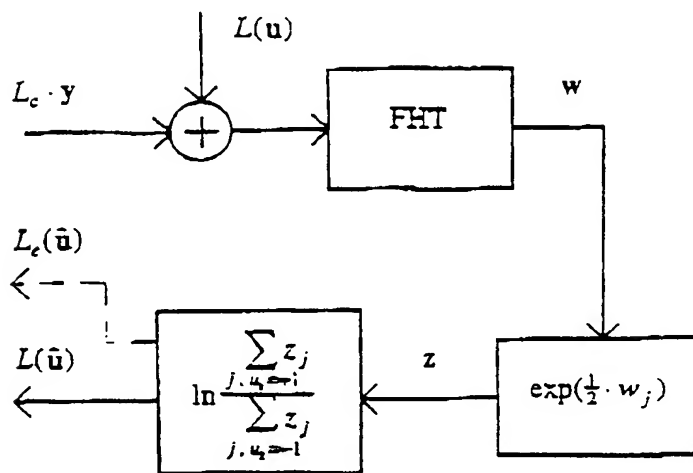 L(u)
L_c · y
FHT
w
L_e(û)
L(û)
ln
∑ z_j
∑ z_j
z
exp(½ · w_j)